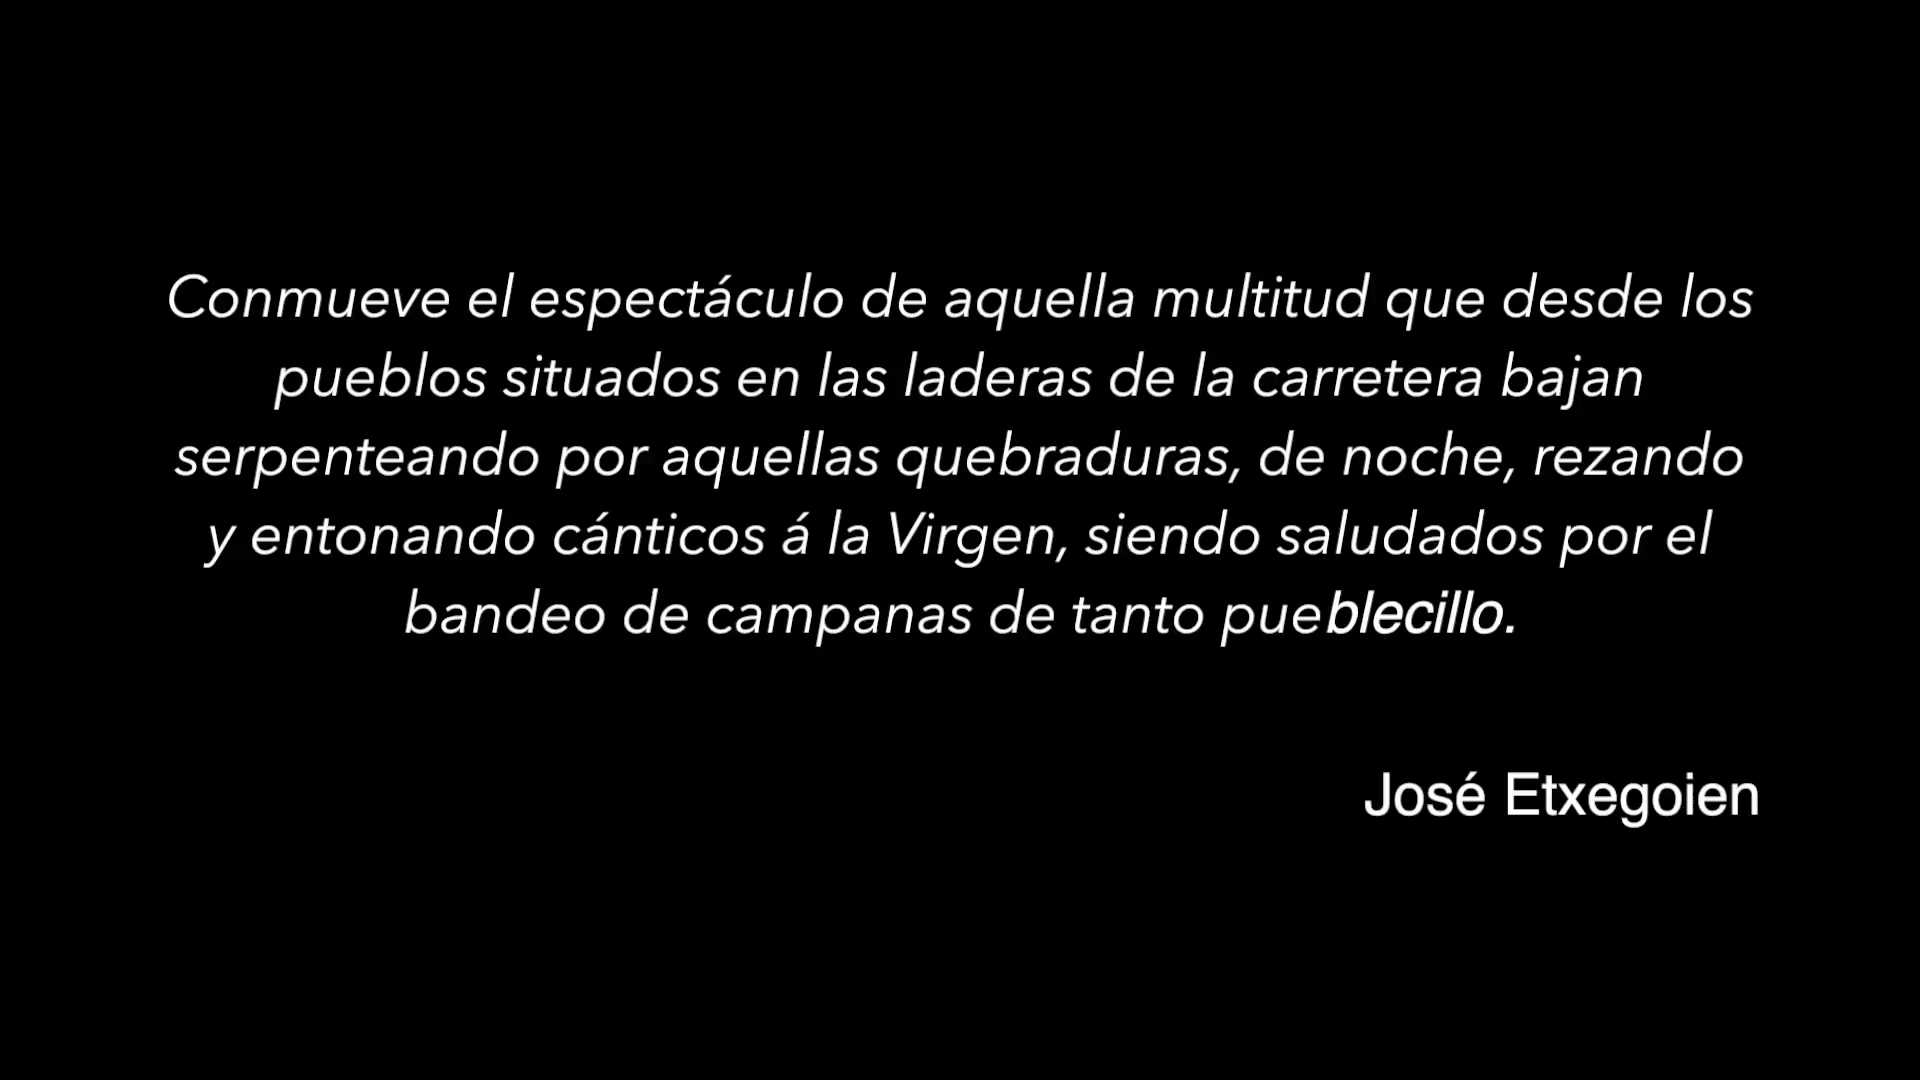 Conmueve el espectáculo de aquella multitud que desde los
pueblos situados en las laderas de la carretera bajan
serpenteando por aquellas quebraduras, de noche, rezando
y entonando cánticos á la Virgen, siendo saludados por el
bandeo de campanas de tanto pueblecillo.
José Etxegoien